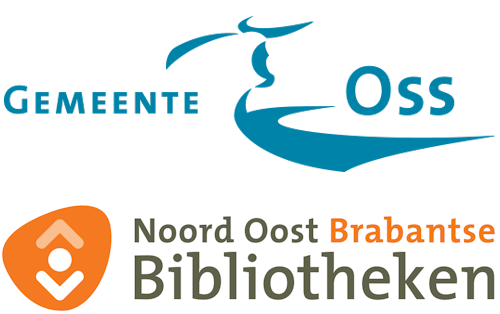 GEMEENTE OSS
Noord Oost Brabantse
Bibliotheken